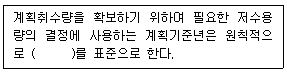 계획취수량을 확보하기 위하며 필요한 저수용
량의 결정에 사용하는 계획기준년은 원칙적으
로 (     )를 표준으로 한다.